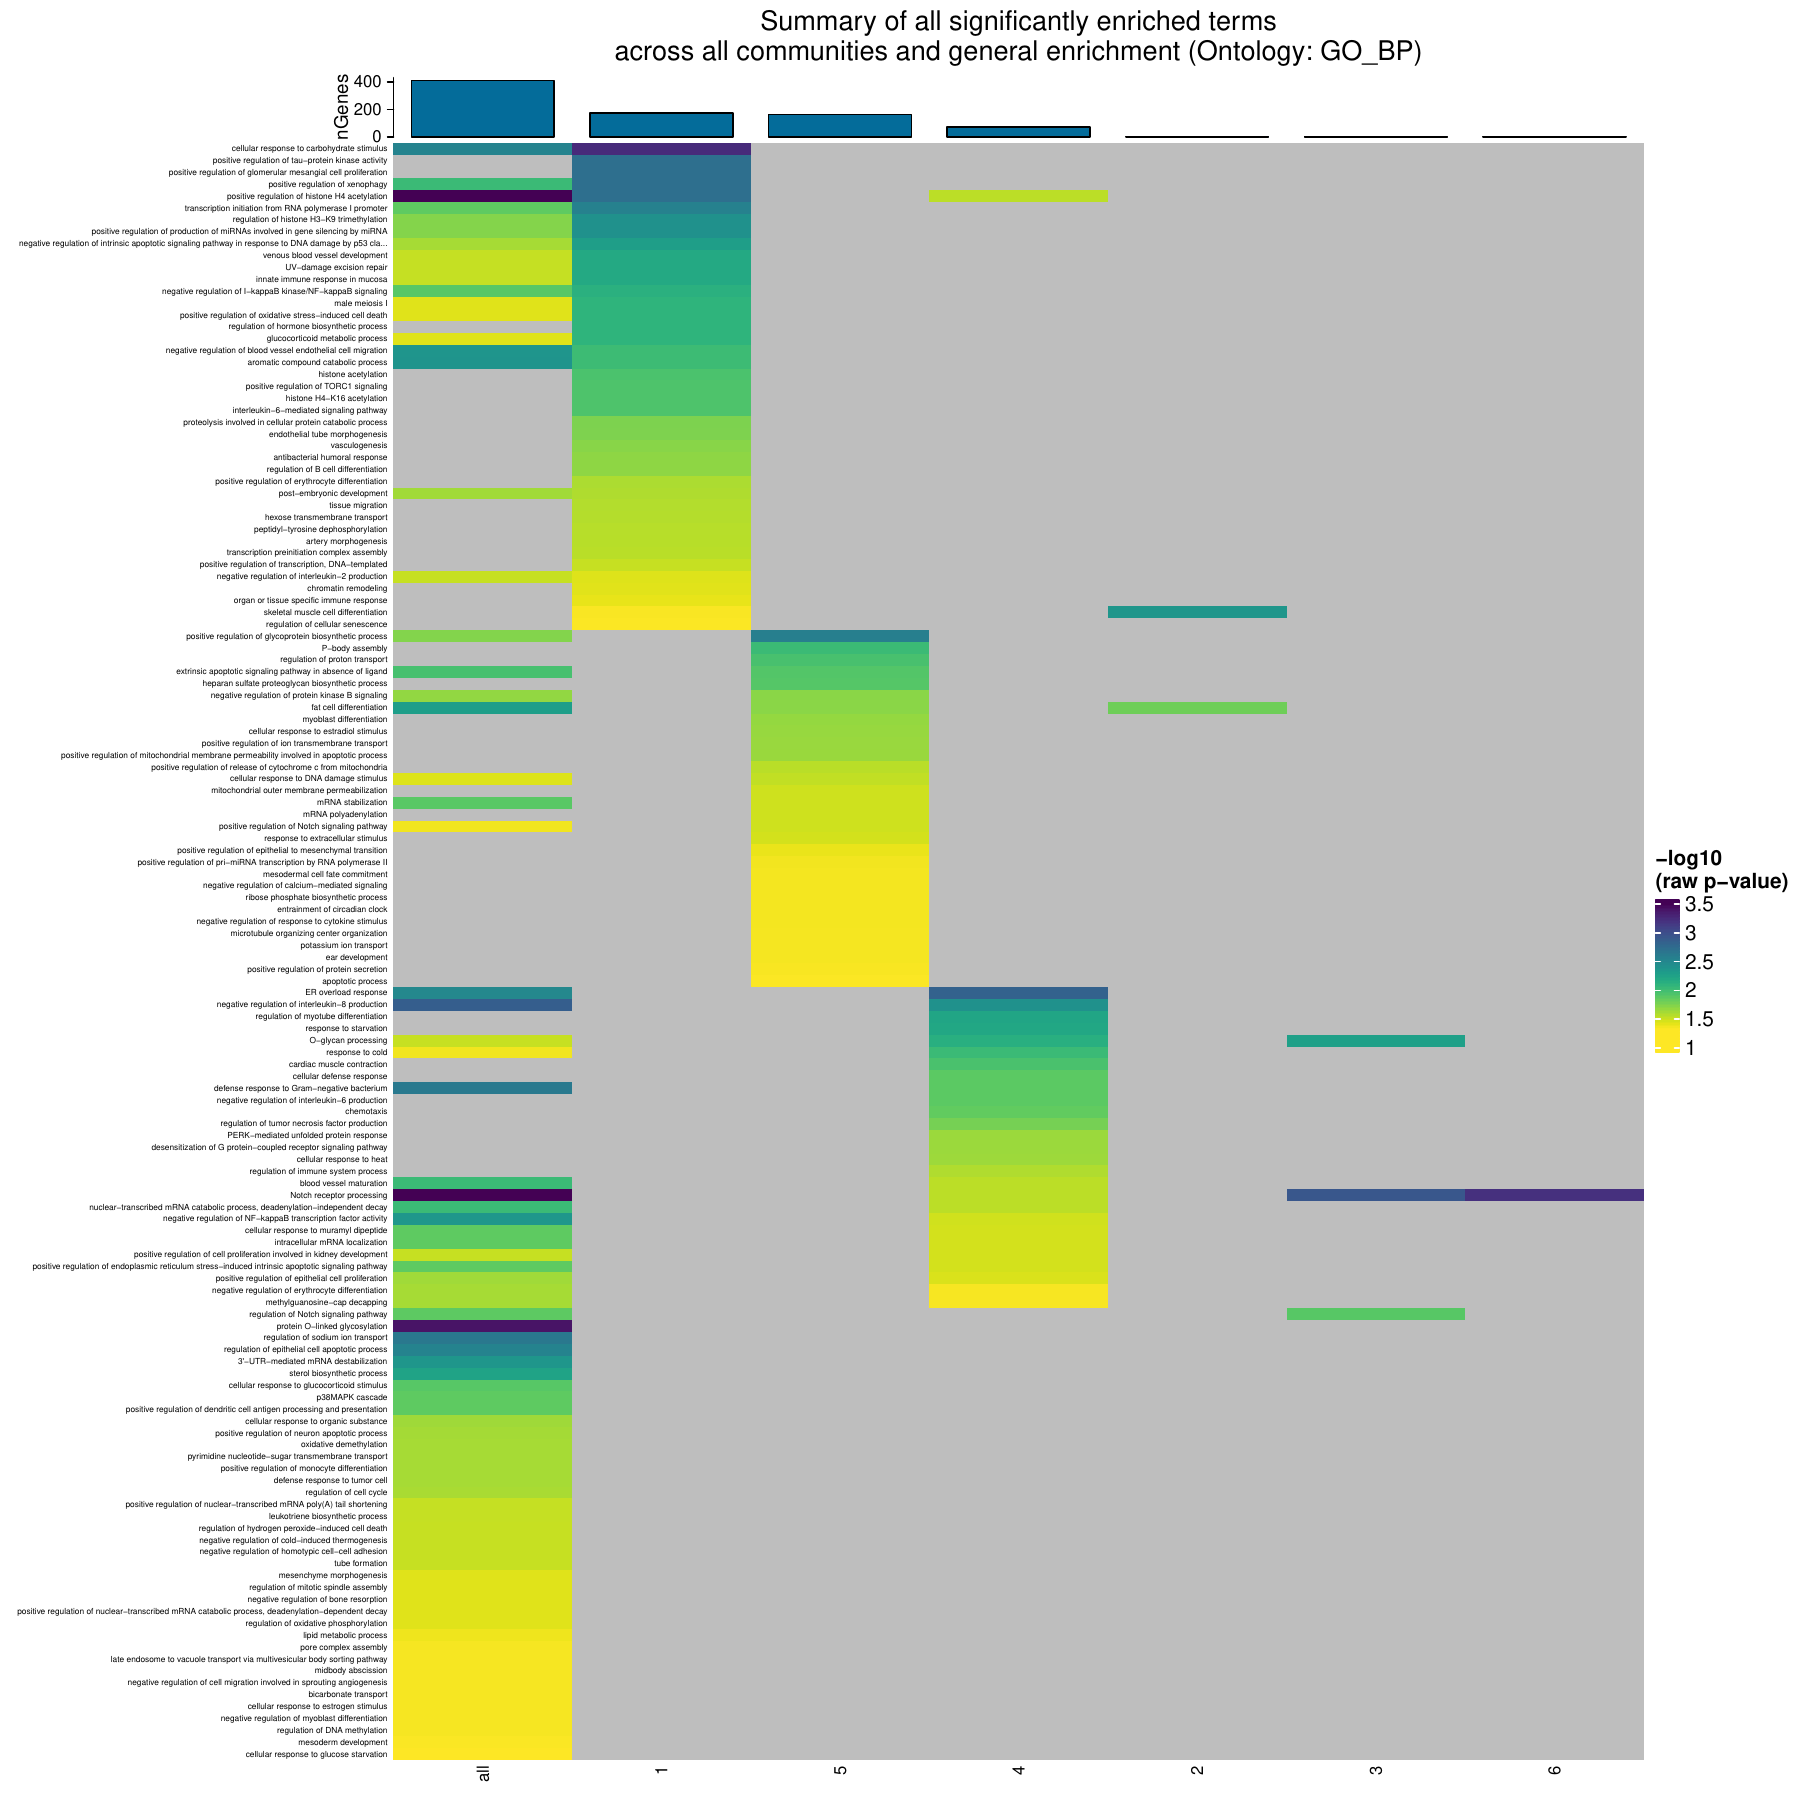 Summary of all significantly enriched terms
across all communities and general enrichment (Ontology: GO_BP)
nGenes
400
200
0
cellular response to carbohydrate stimulus
positive regulation of tau−protein kinase activity
positive regulation of glomerular mesangial cell proliferation
positive regulation of xenophagy
positive regulation of histone H4 acetylation
transcription initiation from RNA polymerase I promoter
regulation of histone H3−K9 trimethylation
positive regulation of production of miRNAs involved in gene silencing by miRNA
negative regulation of intrinsic apoptotic signaling pathway in response to DNA damage by p53 cla...
venous blood vessel development
UV−damage excision repair
innate immune response in mucosa
negative regulation of I−kappaB kinase/NF−kappaB signaling
male meiosis I
positive regulation of oxidative stress−induced cell death
regulation of hormone biosynthetic process
glucocorticoid metabolic process
negative regulation of blood vessel endothelial cell migration
aromatic compound catabolic process
histone acetylation
positive regulation of TORC1 signaling
histone H4−K16 acetylation
interleukin−6−mediated signaling pathway
proteolysis involved in cellular protein catabolic process
endothelial tube morphogenesis
vasculogenesis
antibacterial humoral response
regulation of B cell differentiation
positive regulation of erythrocyte differentiation
post−embryonic development
tissue migration
hexose transmembrane transport
peptidyl−tyrosine dephosphorylation
artery morphogenesis
transcription preinitiation complex assembly
positive regulation of transcription, DNA−templated
negative regulation of interleukin−2 production
chromatin remodeling
organ or tissue specific immune response
skeletal muscle cell differentiation
regulation of cellular senescence
positive regulation of glycoprotein biosynthetic process
P−body assembly
regulation of proton transport
extrinsic apoptotic signaling pathway in absence of ligand
heparan sulfate proteoglycan biosynthetic process
negative regulation of protein kinase B signaling
fat cell differentiation
myoblast differentiation
cellular response to estradiol stimulus
positive regulation of ion transmembrane transport
positive regulation of mitochondrial membrane permeability involved in apoptotic process
positive regulation of release of cytochrome c from mitochondria
cellular response to DNA damage stimulus
mitochondrial outer membrane permeabilization
mRNA stabilization
mRNA polyadenylation
positive regulation of Notch signaling pathway
response to extracellular stimulus
positive regulation of epithelial to mesenchymal transition
positive regulation of pri−miRNA transcription by RNA polymerase II
mesodermal cell fate commitment
negative regulation of calcium−mediated signaling
ribose phosphate biosynthetic process
entrainment of circadian clock
negative regulation of response to cytokine stimulus
microtubule organizing center organization
potassium ion transport
ear development
positive regulation of protein secretion
apoptotic process
ER overload response
negative regulation of interleukin−8 production
regulation of myotube differentiation
response to starvation
O−glycan processing
response to cold
cardiac muscle contraction
cellular defense response
defense response to Gram−negative bacterium
negative regulation of interleukin−6 production
chemotaxis
regulation of tumor necrosis factor production
PERK−mediated unfolded protein response
desensitization of G protein−coupled receptor signaling pathway
cellular response to heat
regulation of immune system process
blood vessel maturation
Notch receptor processing
nuclear−transcribed mRNA catabolic process, deadenylation−independent decay
negative regulation of NF−kappaB transcription factor activity
cellular response to muramyl dipeptide
intracellular mRNA localization
positive regulation of cell proliferation involved in kidney development
positive regulation of endoplasmic reticulum stress−induced intrinsic apoptotic signaling pathway
positive regulation of epithelial cell proliferation
negative regulation of erythrocyte differentiation
methylguanosine−cap decapping
regulation of Notch signaling pathway
protein O−linked glycosylation
regulation of sodium ion transport
regulation of epithelial cell apoptotic process
3'−UTR−mediated mRNA destabilization
sterol biosynthetic process
cellular response to glucocorticoid stimulus
p38MAPK cascade
positive regulation of dendritic cell antigen processing and presentation
cellular response to organic substance
positive regulation of neuron apoptotic process
oxidative demethylation
pyrimidine nucleotide−sugar transmembrane transport
positive regulation of monocyte differentiation
defense response to tumor cell
regulation of cell cycle
positive regulation of nuclear−transcribed mRNA poly(A) tail shortening
leukotriene biosynthetic process
regulation of hydrogen peroxide−induced cell death
negative regulation of cold−induced thermogenesis
negative regulation of homotypic cell−cell adhesion
tube formation
mesenchyme morphogenesis
regulation of mitotic spindle assembly
negative regulation of bone resorption
positive regulation of nuclear−transcribed mRNA catabolic process, deadenylation−dependent decay
regulation of oxidative phosphorylation
lipid metabolic process
pore complex assembly
late endosome to vacuole transport via multivesicular body sorting pathway
midbody abscission
negative regulation of cell migration involved in sprouting angiogenesis
bicarbonate transport
cellular response to estrogen stimulus
negative regulation of myoblast differentiation
regulation of DNA methylation
mesoderm development
cellular response to glucose starvation
all
1
5
4
2
3
6
−log10
(raw p−value)
3.5
3
2.5
2
1.5
1